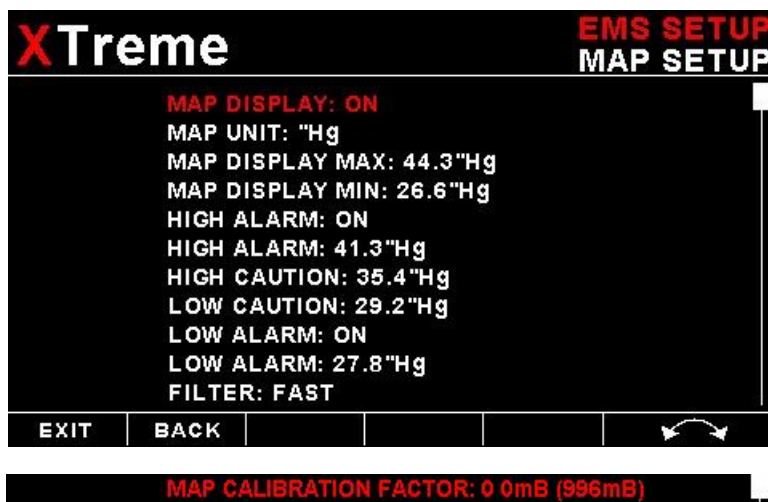 XTreme
EMS SETUP
MAP SETUP
MAP DISPLAY: ON
MAP UNIT: "Hg
MAP DISPLAY MAX: 44.3"Hg
MAP DISPLAY MIN: 26.6"Hg
HIGH ALARM: ON
HIGH ALARM: 41.3"Hg
HIGH CAUTION: 35.4"Hg
LOW CAUTION: 29.2"Hg
LOW ALARM: ON
LOW ALARM: 27.8"Hg
FILTER: FAST
EXIT BACK
MAP CALIBRATION FACTOR: 0 0mB (996mB)